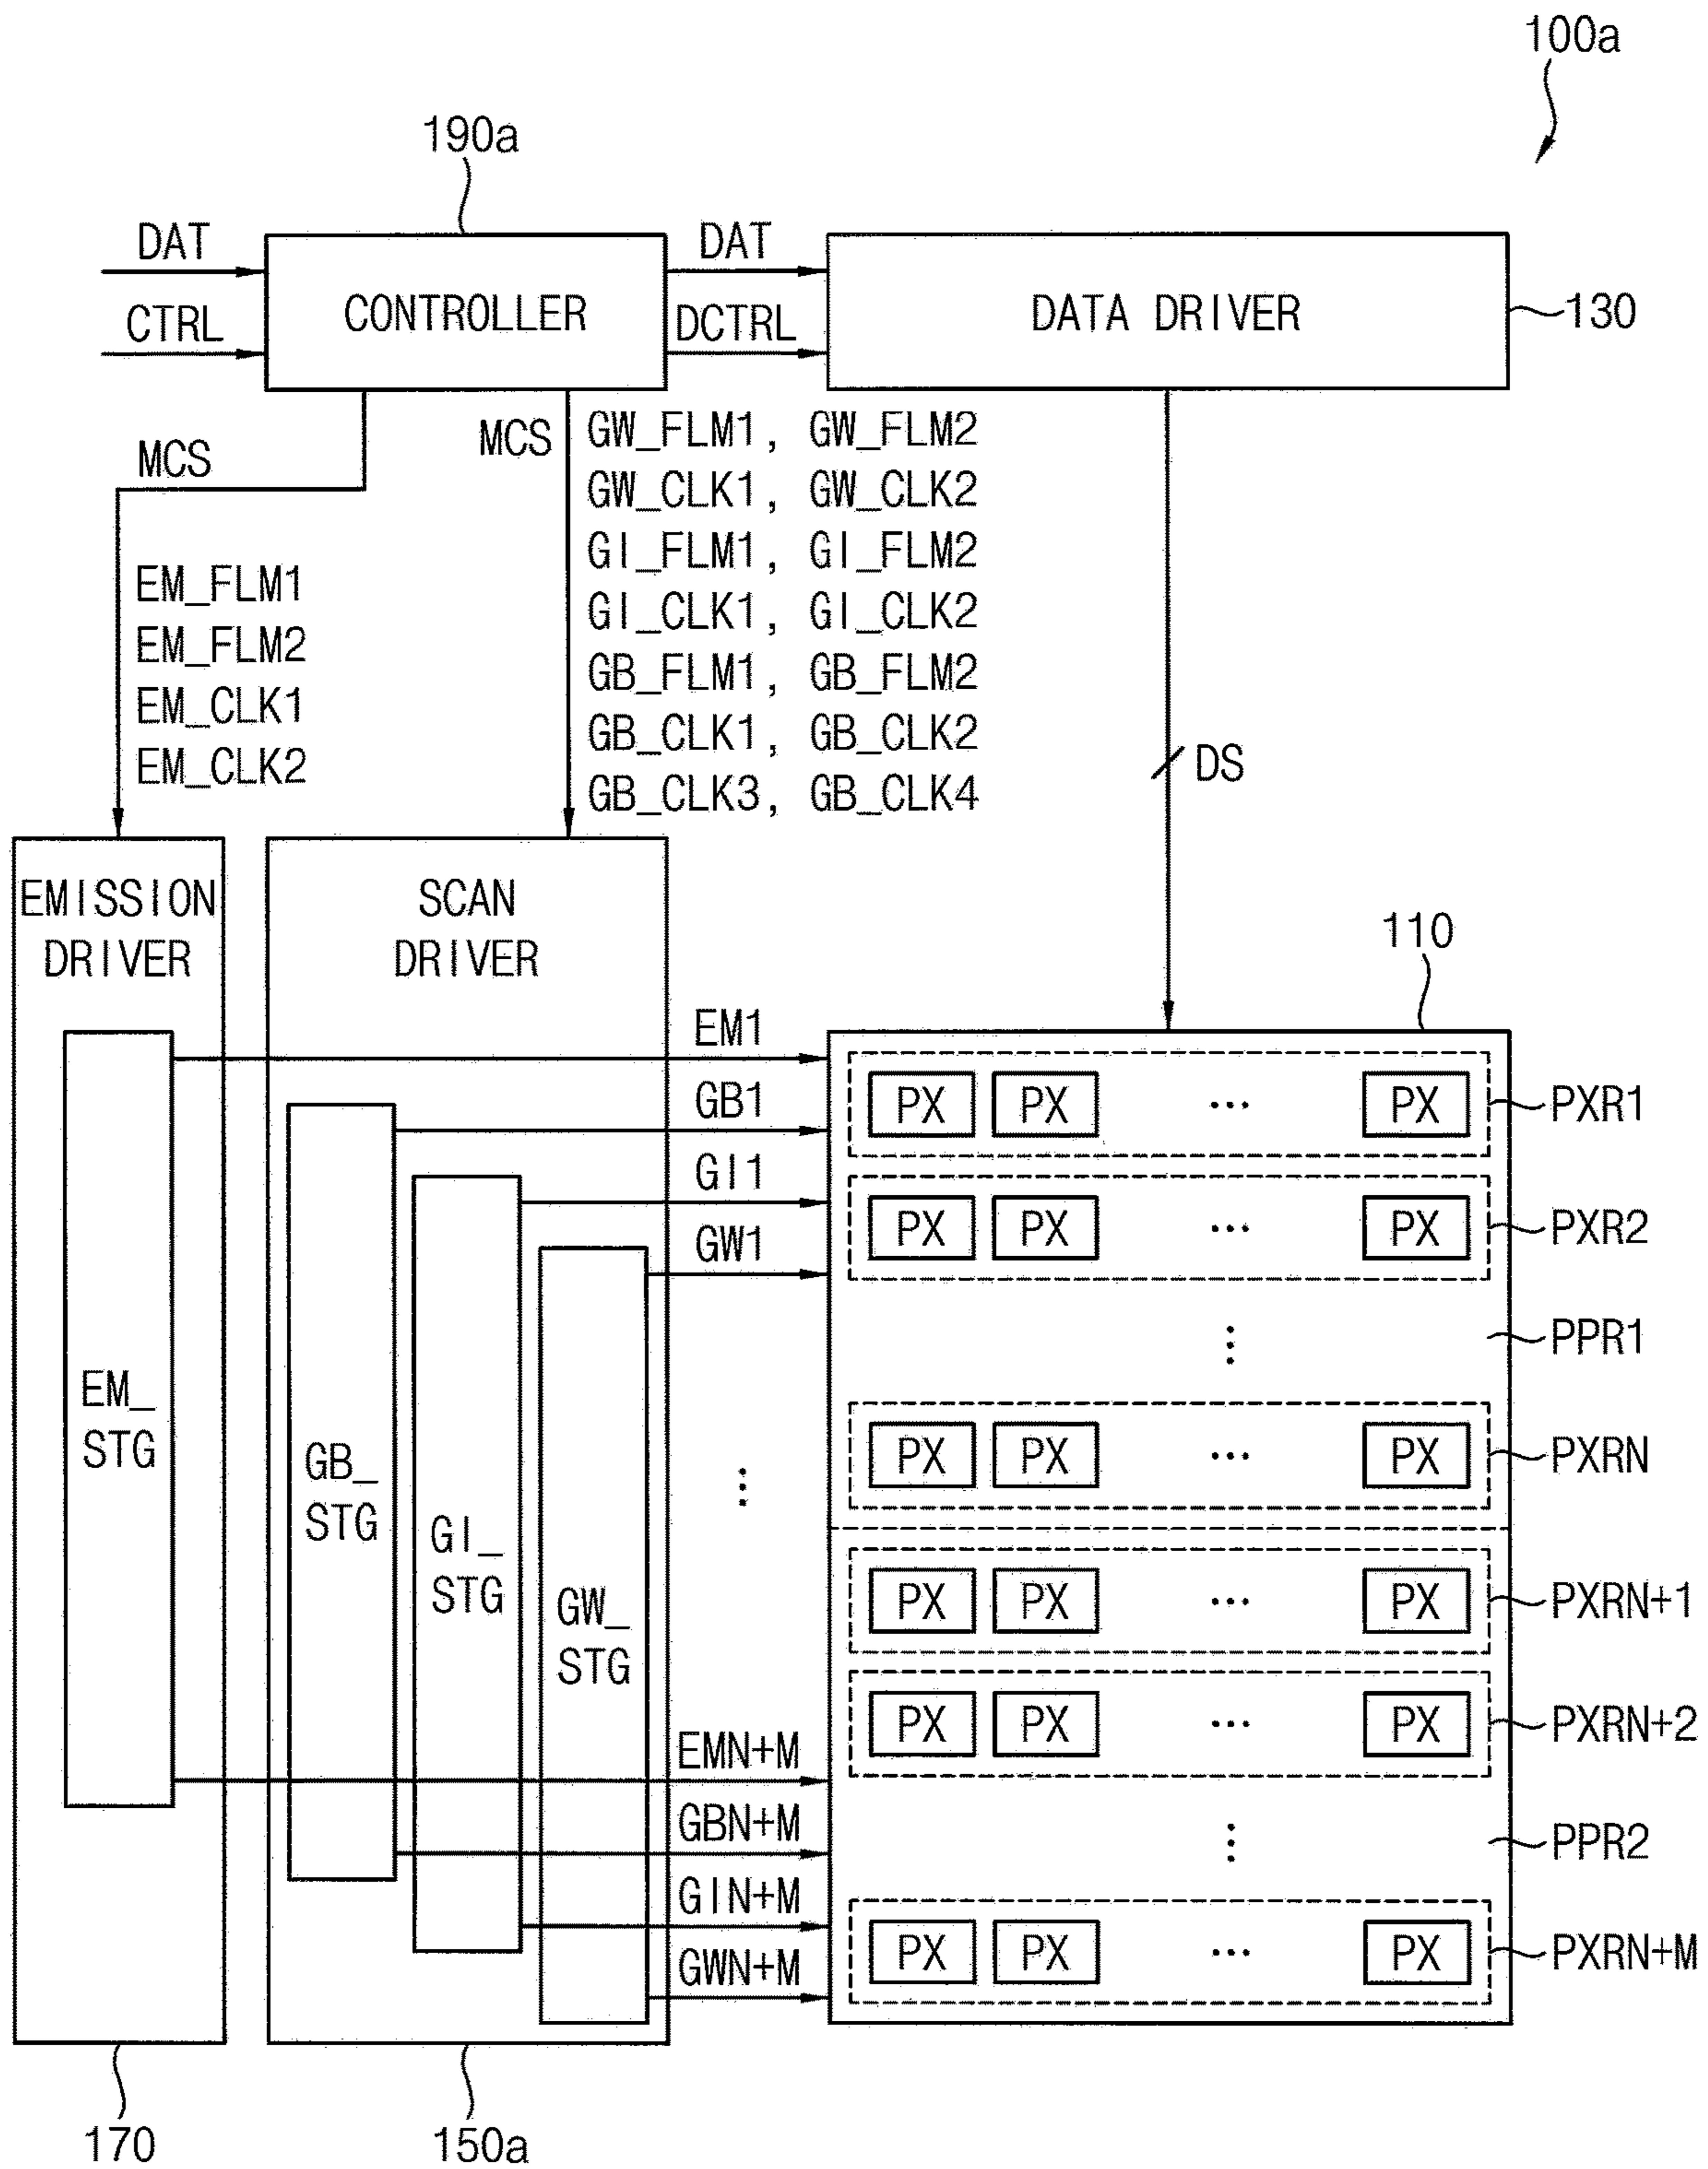 100a
190a
DAT
CTRL
CONTROLLER
DAT
DCTRL
DATA DRIVER
130
MCS
EM_FLM1
EM_FLM2
EM_CLK1
EM_CLK2
MCS
GW_FLM1, GW_FLM2
GW_CLK1, GW_CLK2
GI_FLM1, GI_FLM2
GI_CLK1, GI_CLK2
GB_FLM1, GB_FLM2
GB_CLK1, GB_CLK2
GB_CLK3, GB_CLK4
DS
EMISSION
DRIVER
SCAN
DRIVER
110
EM_
STG
GB_
STG
GI_
STG
GW_
STG
EM1
GB1
GI1
GW1
⋮
EMN+M
GBN+M
GIN+M
GWN+M
PX PX ... PX PXR1
PX PX ... PX PXR2
⋮ PPR1
PX PX ... PX PXRN
PX PX ... PX PXRN+1
PX PX ... PX PXRN+2
⋮ PPR2
PX PX ... PX PXRN+M
170
150a